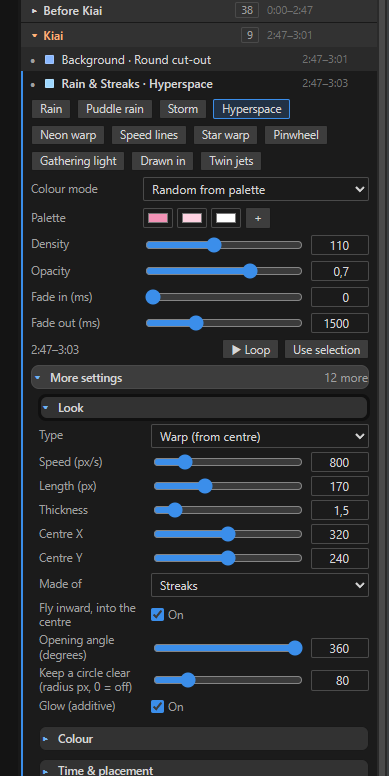 ▸ Before Kiai 38 0:00–2:47
▾ Kiai 9 2:47–3:01
Background · Round cut-out 2:47–3:01
Rain & Streaks · Hyperspace 2:47–3:03
Rain Puddle rain Storm Hyperspace
Neon warp Speed lines Star warp Pinwheel
Gathering light Drawn in Twin jets
Colour mode Random from palette
Palette +
Density 110
Opacity 0,7
Fade in (ms) 0
Fade out (ms) 1500
2:47–3:03 ▶ Loop Use selection
▾ More settings 12 more
▾ Look
Type Warp (from centre)
Speed (px/s) 800
Length (px) 170
Thickness 1,5
Centre X 320
Centre Y 240
Made of Streaks
Fly inward, into the
centre On
Opening angle
(degrees) 360
Keep a circle clear
(radius px, 0 = off) 80
Glow (additive) On
▸ Colour
▸ Time & placement